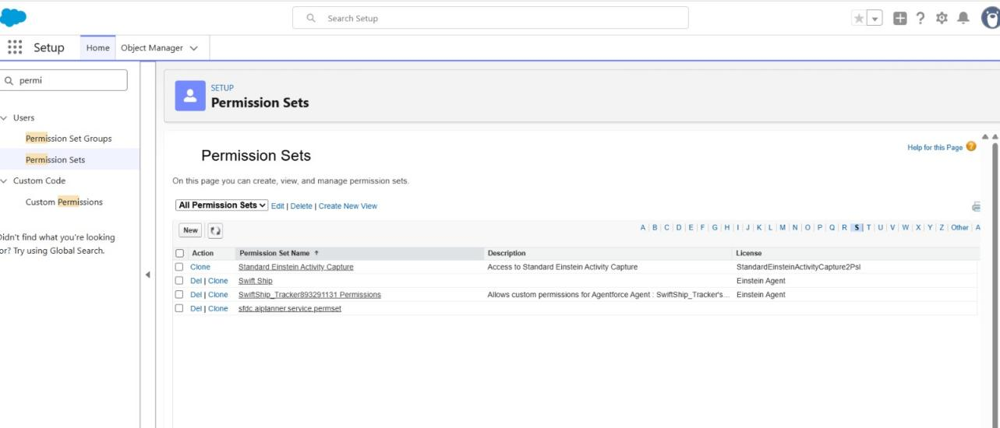 Search Setup
Setup Home Object Manager
permi
Users
Permission Set Groups
Permission Sets
Custom Code
Custom Permissions
Didn't find what you're looking
or? Try using Global Search.
SETUP
Permission Sets
Help for this Page
Permission Sets
On this page you can create, view, and manage permission sets.
All Permission Sets Edit | Delete | Create New View
New A | B | C | D | E | F | G | H | I | J | K | L | M | N | O | P | Q | R | S | T | U | V | W | X | Y | Z | Other | A
Action Permission Set Name ↑ Description License
Clone Standard Einstein Activity Capture Access to Standard Einstein Activity Capture StandardEinsteinActivityCapture2Psl
Del | Clone Swift Ship Einstein Agent
Del | Clone SwiftShip_Tracker893291131 Permissions Allows custom permissions for Agentforce Agent : SwiftShip_Tracker's... Einstein Agent
Del | Clone sfdc.aiplanner.service.permset